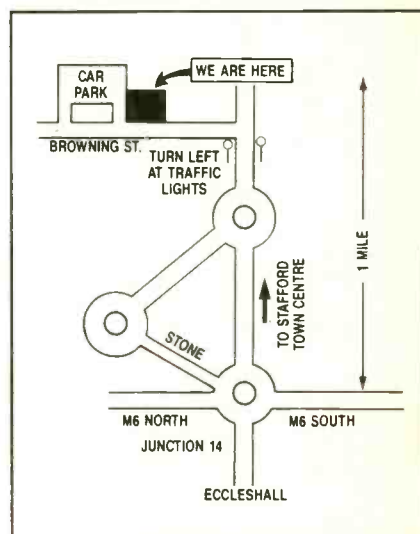 CAR
PARK
WE ARE HERE
BROWNING ST.
TURN LEFT
AT TRAFFIC
LIGHTS
1 MILE
TO STAFFORD
TOWN CENTRE
STONE
M6 NORTH
M6 SOUTH
JUNCTION 14
ECCLESHALL